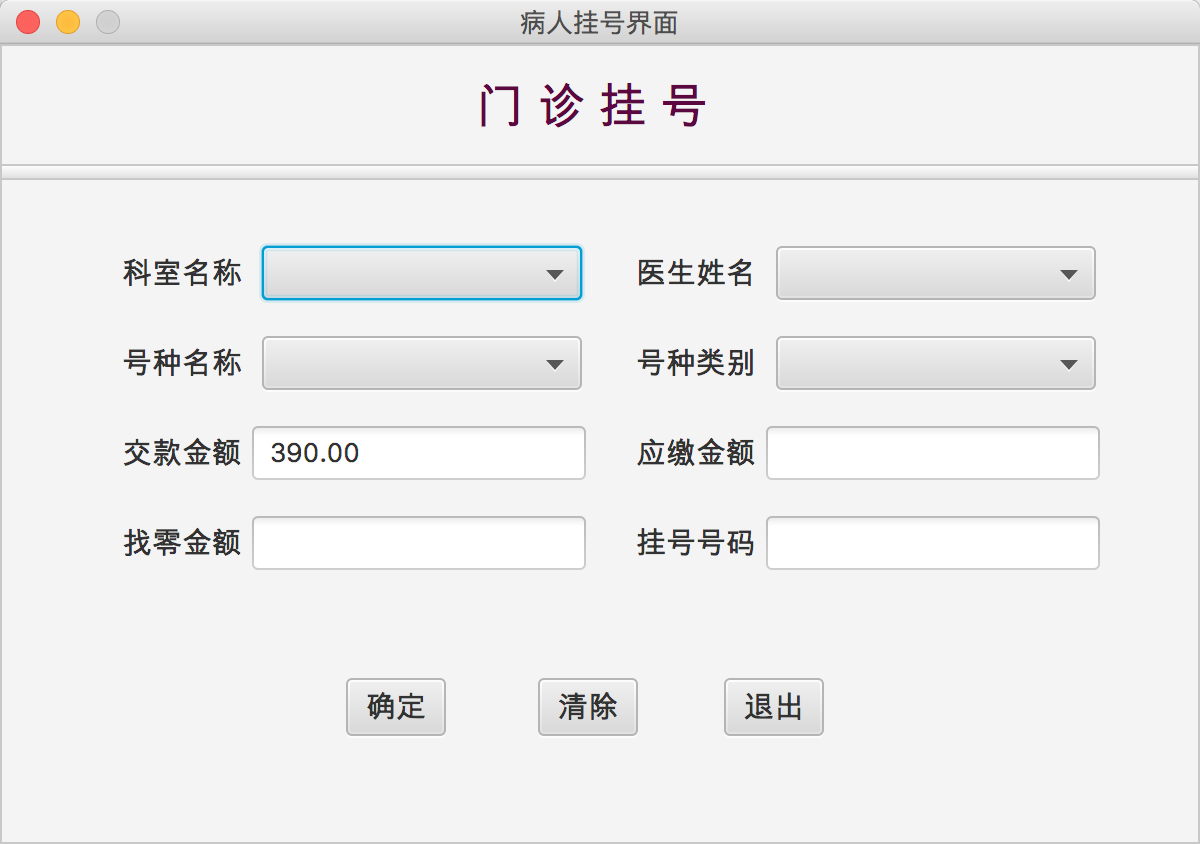 病人挂号界面
门诊挂号
科室名称 医生姓名
号种名称 号种类别
交款金额 390.00 应缴金额
找零金额 挂号号码
确定 清除 退出